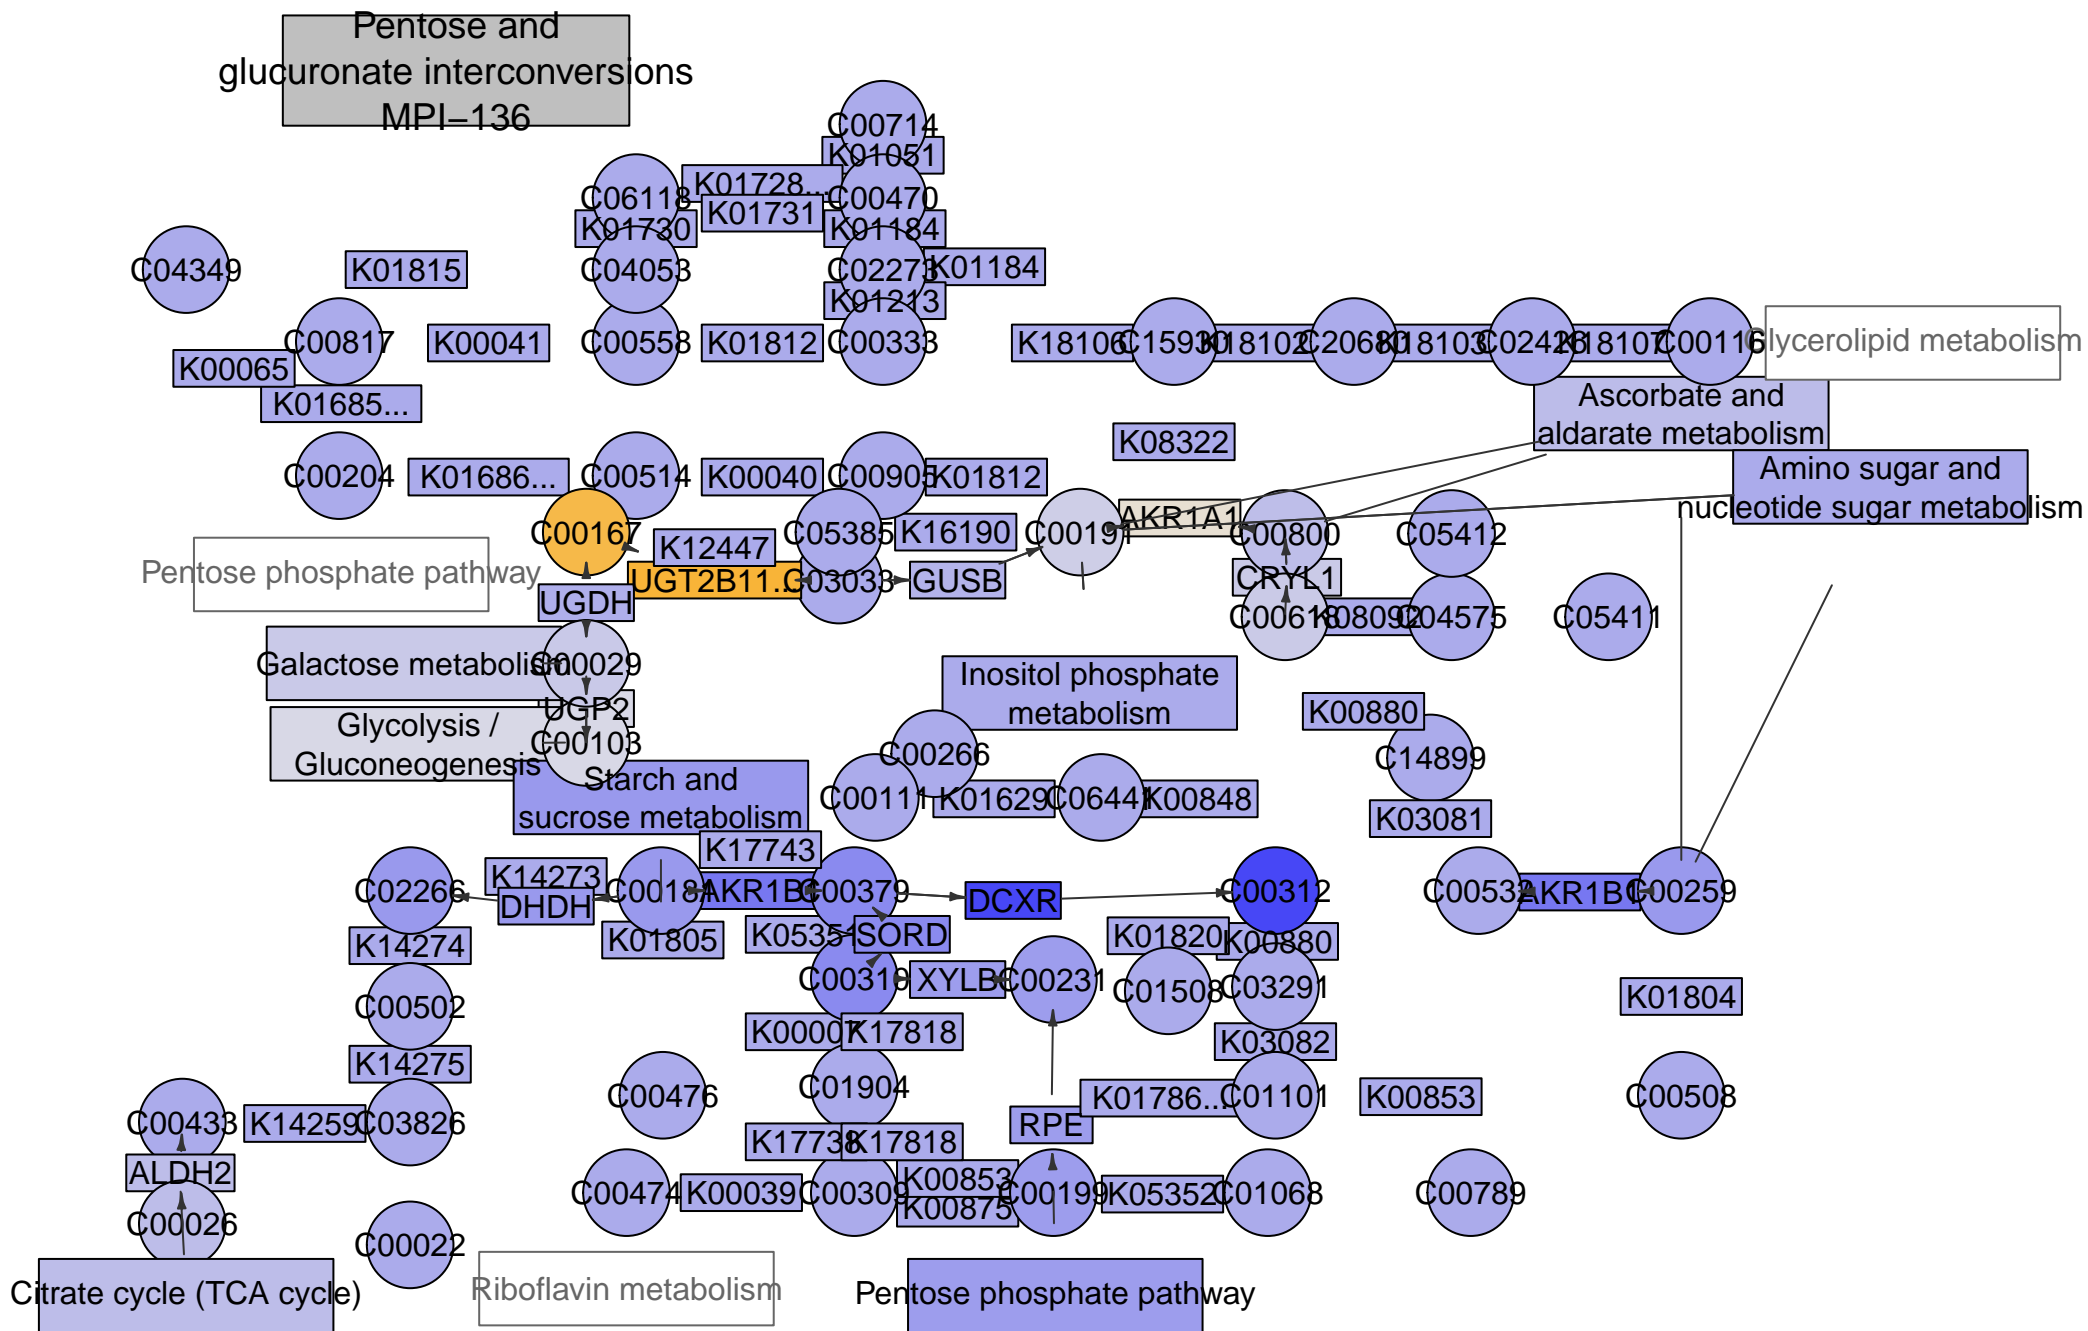 Pentose and
glucuronate interconversions
MPI−136
C00714
K01051
C06118
K01728...
C00470
K01731
K01730
K01184
C04349
K01815
C04053
C02273
K01184
K01213
C00817
K00041
C00558
K01812
C00333
K18106
C15930
K18102
C20680
K18103
C02426
K18107
C00116
Glycerolipid metabolism
K00065
K01685...
Ascorbate and
aldarate metabolism
K08322
C00204
K01686...
C00514
K00040
C00905
K01812
Amino sugar and
nucleotide sugar metabolism
C00167
K12447
C05385
K16190
C00191
AKR1A1
C00800
C05412
Pentose phosphate pathway
UGT2B11...
C03033
GUSB
CRYL1
UGDH
C00618
K08092
C04575
C05411
Galactose metabolism
C00029
Inositol phosphate
metabolism
UGP2
K00880
Glycolysis /
Gluconeogenesis
C00103
C00266
C14899
Starch and
sucrose metabolism
C00111
K01629
C06441
K00848
K03081
K17743
C02266
K14273
DHDH
C00181
AKR1B1
C00379
DCXR
C00312
C00532
AKR1B1
C00259
K14274
K01805
K05351
SORD
K01820
K00880
C00310
XYLB
C00231
C01508
C03291
K01804
C00502
K00007
K17818
K03082
K14275
C00476
C01904
K01786...
C01101
K00853
C00508
C00433
K14259
C03826
K17738
K17818
RPE
ALDH2
C00474
K00039
C00309
K00853
K00875
C00199
K05352
C01068
C00789
C00026
C00022
Citrate cycle (TCA cycle)
Riboflavin metabolism
Pentose phosphate pathway